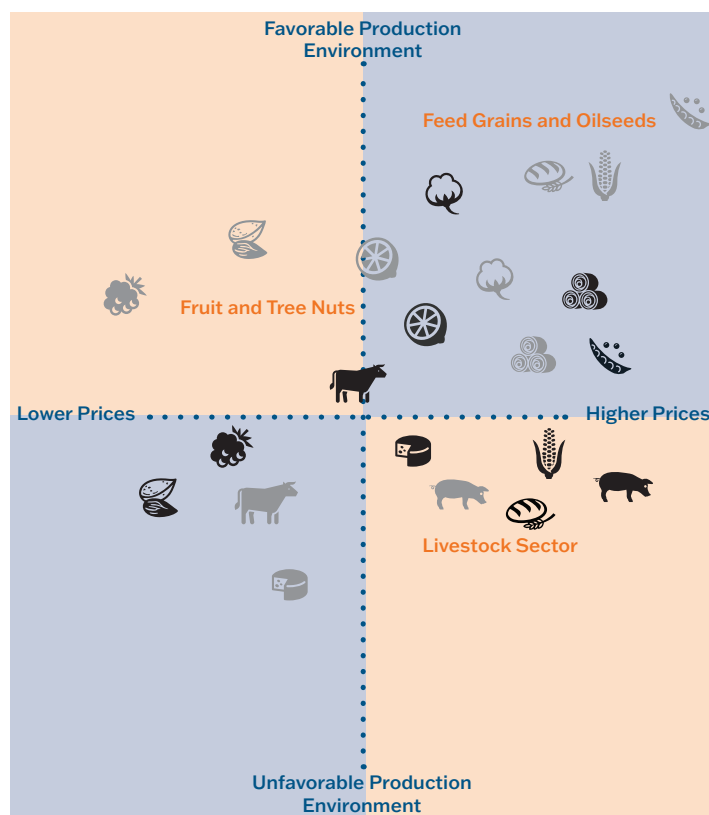 Favorable Production
Environment
Feed Grains and Oilseeds
Fruit and Tree Nuts
Lower Prices
Higher Prices
Livestock Sector
Unfavorable Production
Environment